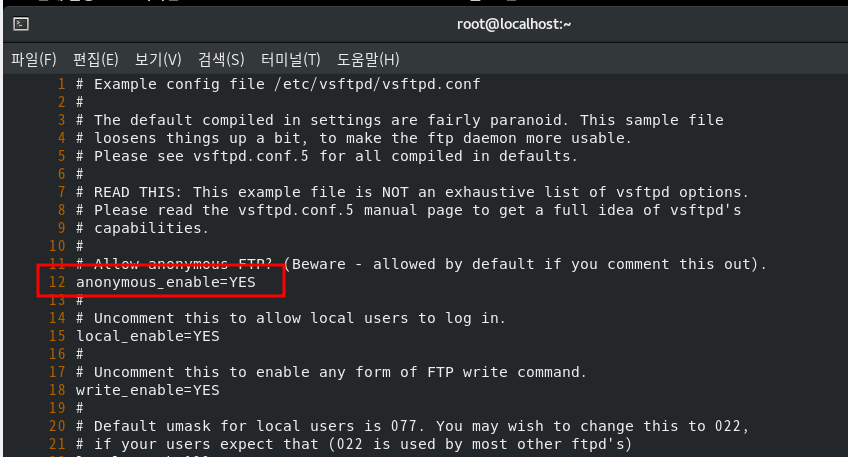 root@localhost:~
파일(F) 편집(E) 보기(V) 검색(S) 터미널(T) 도움말(H)
1 # Example config file /etc/vsftpd/vsftpd.conf
2 #
3 # The default compiled in settings are fairly paranoid. This sample file
4 # loosens things up a bit, to make the ftp daemon more usable.
5 # Please see vsftpd.conf.5 for all compiled in defaults.
6 #
7 # READ THIS: This example file is NOT an exhaustive list of vsftpd options.
8 # Please read the vsftpd.conf.5 manual page to get a full idea of vsftpd's
9 # capabilities.
10 #
11 # Allow anonymous FTP? (Beware - allowed by default if you comment this out).
12 anonymous_enable=YES
13 #
14 # Uncomment this to allow local users to log in.
15 local_enable=YES
16 #
17 # Uncomment this to enable any form of FTP write command.
18 write_enable=YES
19 #
20 # Default umask for local users is 077. You may wish to change this to 022,
21 # if your users expect that (022 is used by most other ftpd's)